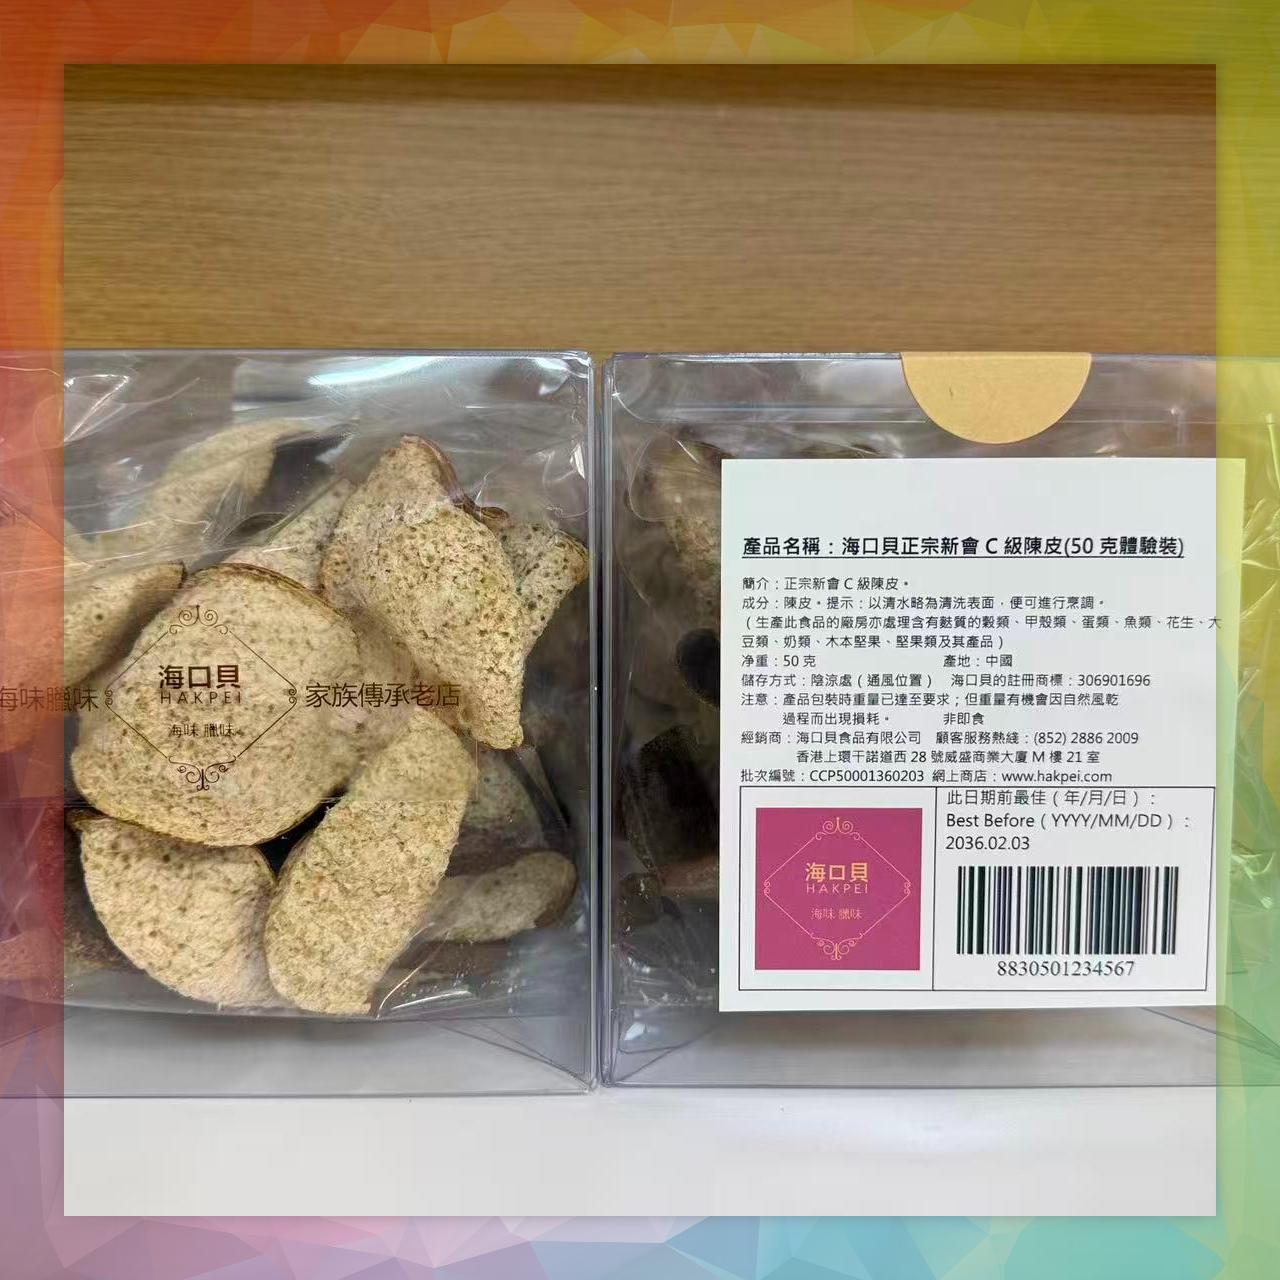 海味臘味
海口貝
HAKPEI
海味 臘味
家族傳承老店
產品名稱：海口貝正宗新會 C 級陳皮(50 克體驗裝)
簡介：正宗新會 C 級陳皮。
成分：陳皮。提示：以清水略為清洗表面，便可進行烹調。
（生產此食品的廠房亦處理含有麩質的穀類、甲殼類、蛋類、魚類、花生、大
豆類、奶類、木本堅果、堅果類及其產品）
净重：50 克 產地：中國
儲存方式：陰涼處（通風位置） 海口貝的註冊商標：306901696
注意：產品包裝時重量已達至要求；但重量有機會因自然風乾
過程而出現損耗。 非即食
經銷商：海口貝食品有限公司 顧客服務熱綫：(852) 2886 2009
香港上環干諾道西 28 號威盛商業大廈 M 樓 21 室
批次編號：CCP50001360203 網上商店：www.hakpei.com
此日期前最佳（年/月/日）：
Best Before（YYYY/MM/DD）：
2036.02.03
海口貝
HAKPEI
海味 臘味
8830501234567